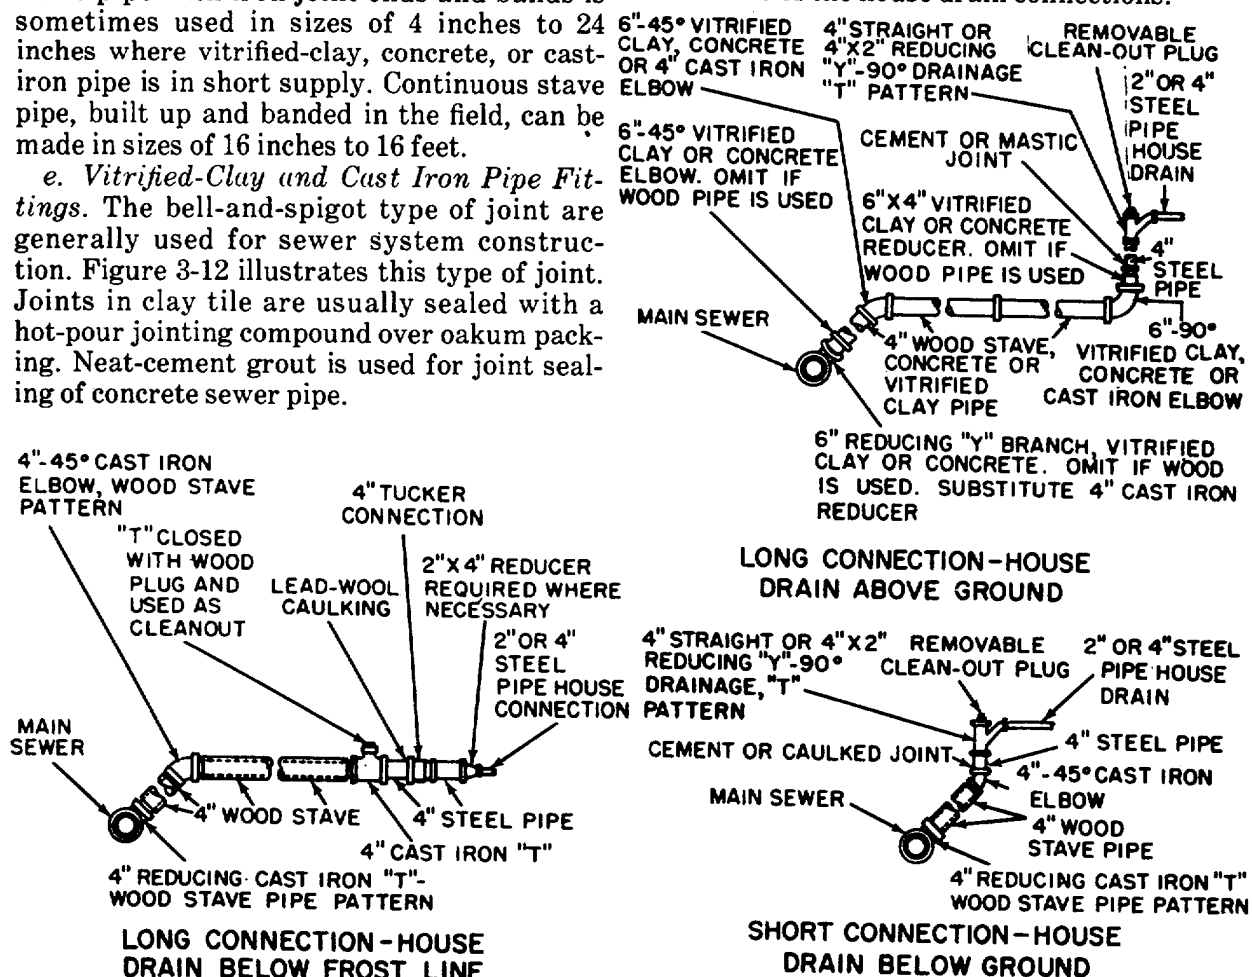 sometimes used in sizes of 4 inches to 24
inches where vitrified-clay, concrete, or cast-
iron pipe is in short supply. Continuous stave
pipe, built up and banded in the field, can be
made in sizes of 16 inches to 16 feet.
e. Vitrified-Clay and Cast Iron Pipe Fit-
tings. The bell-and-spigot type of joint are
generally used for sewer system construc-
tion. Figure 3-12 illustrates this type of joint.
Joints in clay tile are usually sealed with a
hot-pour jointing compound over oakum pack-
ing. Neat-cement grout is used for joint seal-
ing of concrete sewer pipe.
the house drain connections.
6"-45° VITRIFIED
CLAY, CONCRETE
OR 4" CAST IRON
ELBOW
4" STRAIGHT OR
4"X2" REDUCING
"Y"-90° DRAINAGE
"T" PATTERN
REMOVABLE
CLEAN-OUT PLUG
2" OR 4"
STEEL
PIPE
HOUSE
DRAIN
6"-45° VITRIFIED
CLAY OR CONCRETE
ELBOW. OMIT IF
WOOD PIPE IS USED
CEMENT OR MASTIC
JOINT
6"X4" VITRIFIED
CLAY OR CONCRETE
REDUCER. OMIT IF
WOOD PIPE IS USED
4"
STEEL
PIPE
MAIN SEWER
4" WOOD STAVE,
CONCRETE OR
VITRIFIED
CLAY PIPE
6"-90°
VITRIFIED CLAY,
CONCRETE OR
CAST IRON ELBOW
6" REDUCING "Y" BRANCH, VITRIFIED
CLAY OR CONCRETE. OMIT IF WOOD
IS USED. SUBSTITUTE 4" CAST IRON
REDUCER
LONG CONNECTION-HOUSE
DRAIN ABOVE GROUND
4"-45° CAST IRON
ELBOW, WOOD STAVE
PATTERN
"T" CLOSED
WITH WOOD
PLUG AND
USED AS
CLEANOUT
LEAD-WOOL
CAULKING
4" TUCKER
CONNECTION
2"X4" REDUCER
REQUIRED WHERE
NECESSARY
2" OR 4"
STEEL
PIPE HOUSE
CONNECTION
MAIN
SEWER
4" WOOD STAVE
4" STEEL PIPE
4" CAST IRON "T"
4" REDUCING CAST IRON "T"-
WOOD STAVE PIPE PATTERN
LONG CONNECTION-HOUSE
DRAIN BELOW FROST LINE
4" STRAIGHT OR 4"X2"
REDUCING "Y"-90°
DRAINAGE, "T"
PATTERN
REMOVABLE
CLEAN-OUT PLUG
2" OR 4" STEEL
PIPE HOUSE
DRAIN
CEMENT OR CAULKED JOINT
4" STEEL PIPE
4"-45° CAST IRON
ELBOW
MAIN SEWER
4" WOOD
STAVE PIPE
4" REDUCING CAST IRON "T"
WOOD STAVE PIPE PATTERN
SHORT CONNECTION-HOUSE
DRAIN BELOW GROUND